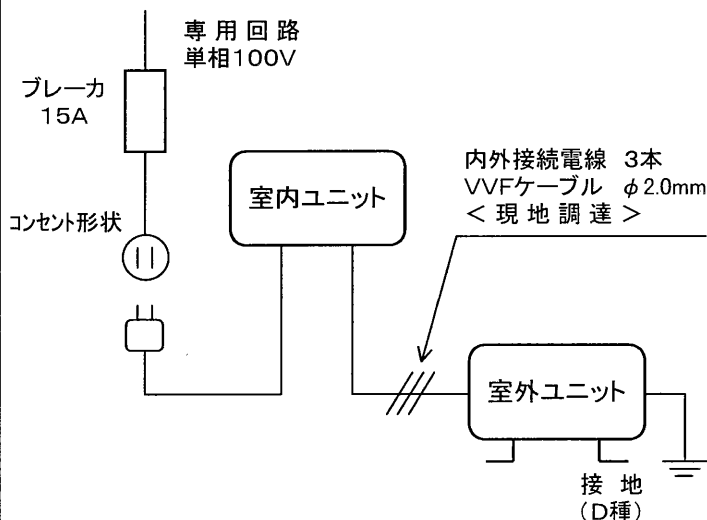 専用回路
単相100V
ブレーカ
15A
コンセント形状
室内ユニット
内外接続電線 3本
VVFケーブル φ2.0mm
<現地調達>
室外ユニット
接地
(D種)